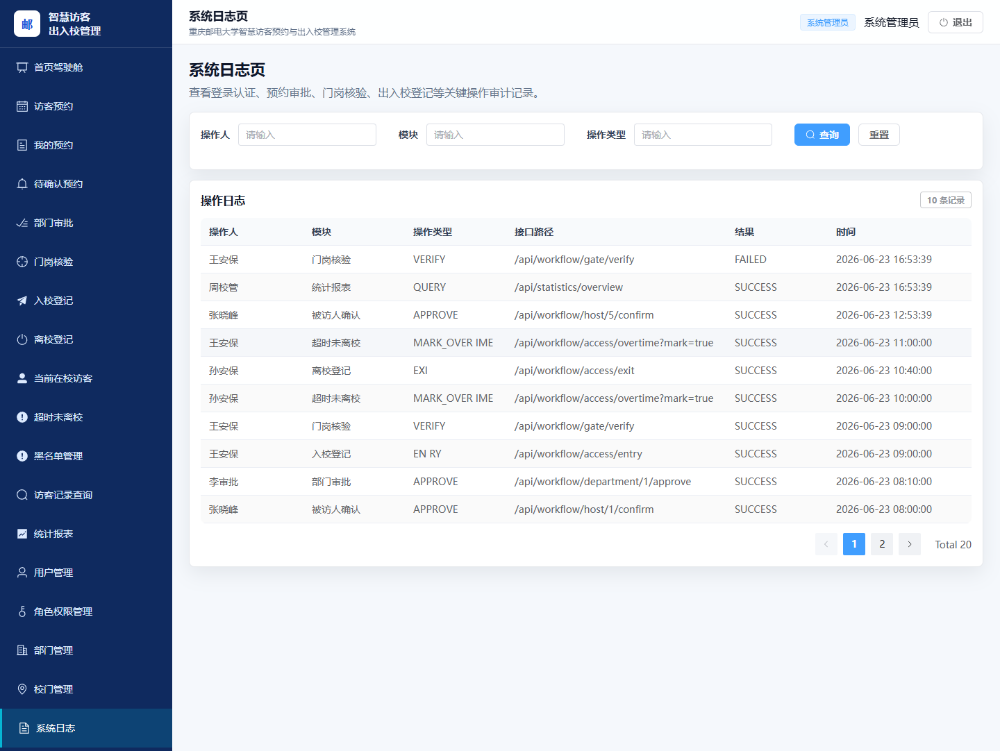 邮
智慧访客
出入校管理
首页驾驶舱
访客预约
我的预约
待确认预约
部门审批
门岗核验
入校登记
离校登记
当前在校访客
超时未离校
黑名单管理
访客记录查询
统计报表
用户管理
角色权限管理
部门管理
校门管理
系统日志
系统日志页
重庆邮电大学智慧访客预约与出入校管理系统
系统管理员 系统管理员 退出
系统日志页
查看登录认证、预约审批、门岗核验、出入校登记等关键操作审计记录。
操作人 请输入 模块 请输入 操作类型 请输入 查询 重置
操作日志 10 条记录
操作人 模块 操作类型 接口路径 结果 时间
王安保 门岗核验 VERIFY /api/workflow/gate/verify FAILED 2026-06-23 16:53:39
周校管 统计报表 QUERY /api/statistics/overview SUCCESS 2026-06-23 16:53:39
张晓峰 被访人确认 APPROVE /api/workflow/host/5/confirm SUCCESS 2026-06-23 12:53:39
王安保 超时未离校 MARK_OVER IME /api/workflow/access/overtime?mark=true SUCCESS 2026-06-23 11:00:00
孙安保 离校登记 EXI /api/workflow/access/exit SUCCESS 2026-06-23 10:40:00
孙安保 超时未离校 MARK_OVER IME /api/workflow/access/overtime?mark=true SUCCESS 2026-06-23 10:00:00
王安保 门岗核验 VERIFY /api/workflow/gate/verify SUCCESS 2026-06-23 09:00:00
王安保 入校登记 EN RY /api/workflow/access/entry SUCCESS 2026-06-23 09:00:00
李审批 部门审批 APPROVE /api/workflow/department/1/approve SUCCESS 2026-06-23 08:10:00
张晓峰 被访人确认 APPROVE /api/workflow/host/1/confirm SUCCESS 2026-06-23 08:00:00
1 2 Total 20